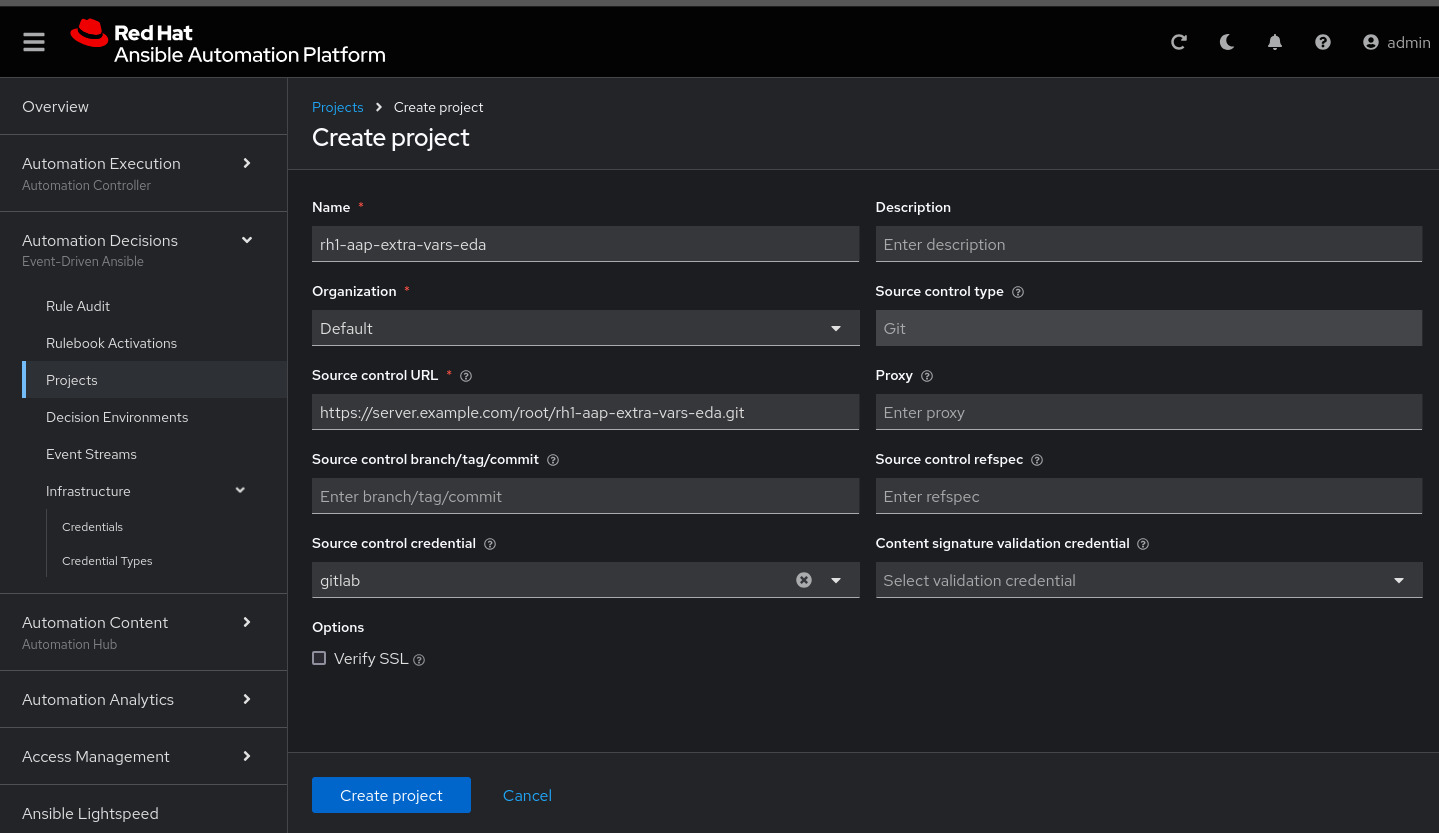 Red Hat
Ansible Automation Platform
admin
Overview
Automation Execution
Automation Controller
Automation Decisions
Event-Driven Ansible
Rule Audit
Rulebook Activations
Projects
Decision Environments
Event Streams
Infrastructure
Credentials
Credential Types
Automation Content
Automation Hub
Automation Analytics
Access Management
Ansible Lightspeed
Projects > Create project
Create project
Name *
rh1-aap-extra-vars-eda
Description
Enter description
Organization *
Default
Source control type
Git
Source control URL *
https://server.example.com/root/rh1-aap-extra-vars-eda.git
Proxy
Enter proxy
Source control branch/tag/commit
Enter branch/tag/commit
Source control refspec
Enter refspec
Source control credential
gitlab
Content signature validation credential
Select validation credential
Options
Verify SSL
Create project
Cancel